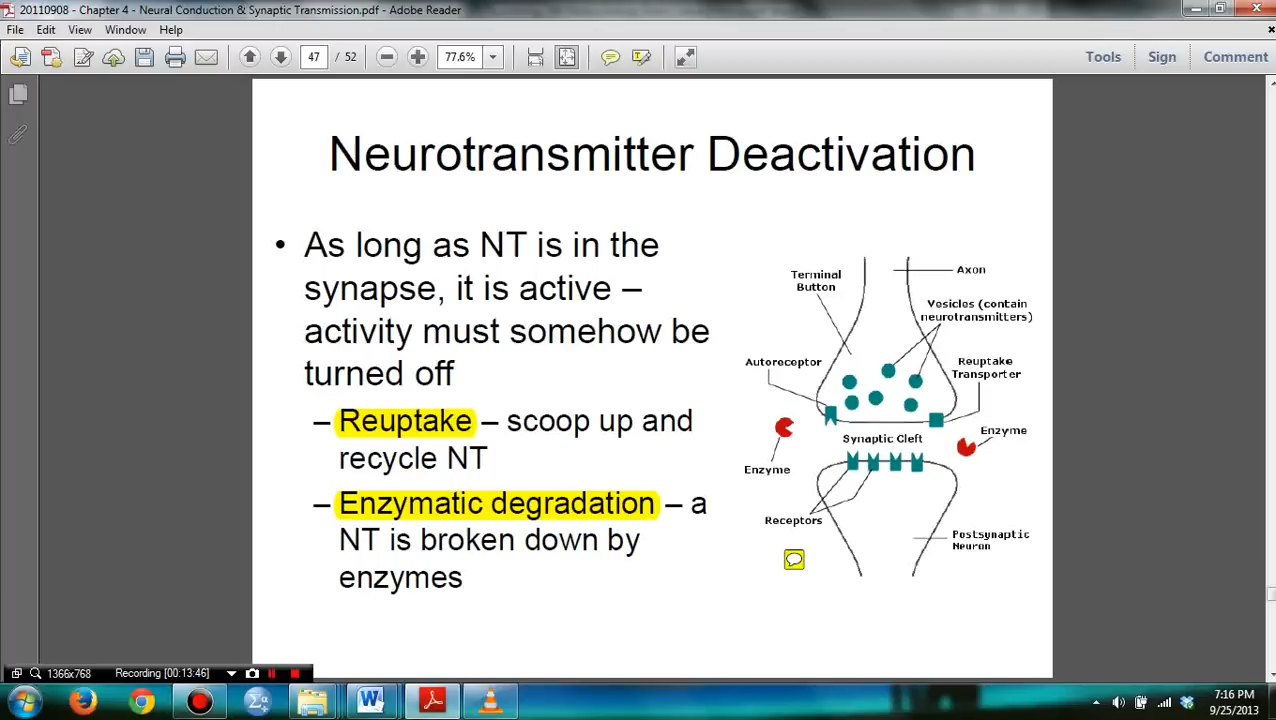 20110908 - Chapter 4 - Neural Conduction & Synaptic Transmission.pdf - Adobe Reader
File Edit View Window Help
47 / 52 77.6% Tools Sign Comment
Neurotransmitter Deactivation
• As long as NT is in the
synapse, it is active –
activity must somehow be
turned off
– Reuptake – scoop up and
recycle NT
– Enzymatic degradation – a
NT is broken down by
enzymes
Terminal
Button
Axon
Vesicles (contain
neurotransmitters)
Autoreceptor
Reuptake
Transporter
Synaptic Cleft
Enzyme
Enzyme
Receptors
Postsynaptic
Neuron
1366x768 Recording [00:13:46]
7:16 PM
9/25/2013